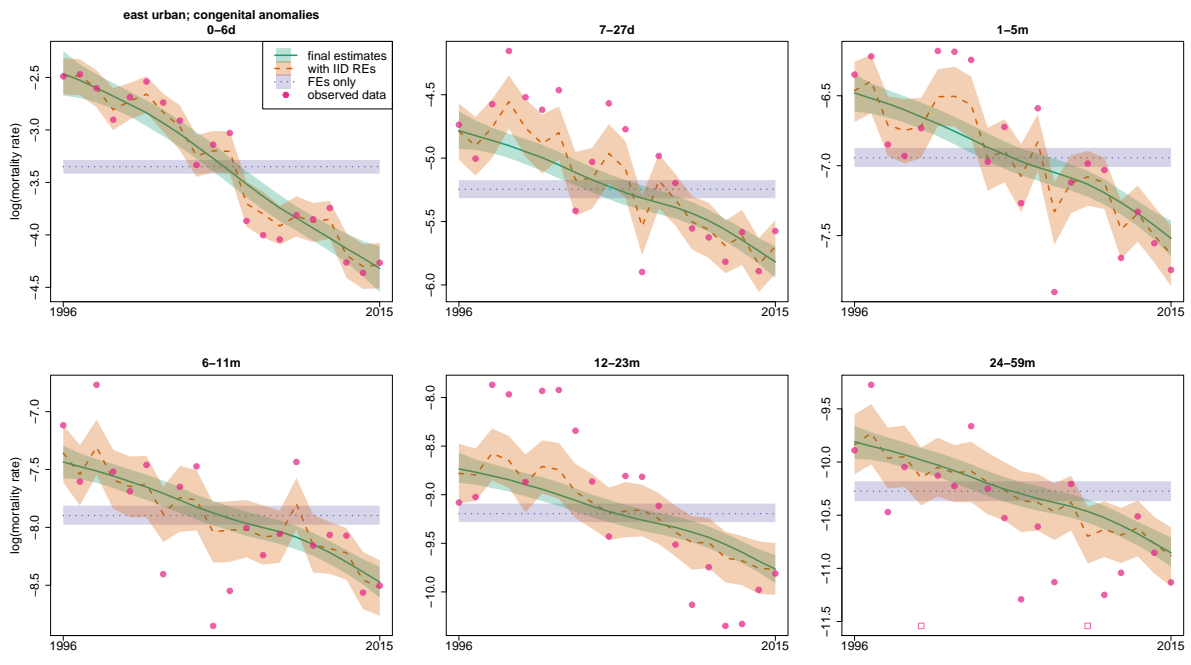 east urban; congenital anomalies
0−6d
final estimates
with IID REs
FEs only
observed data
log(mortality rate)
−2.5
−3.0
−3.5
−4.0
−4.5
1996
2015
7−27d
−4.5
−5.0
−5.5
−6.0
1996
2015
1−5m
−6.5
−7.0
−7.5
1996
2015
6−11m
log(mortality rate)
−7.0
−7.5
−8.0
−8.5
1996
2015
12−23m
−8.0
−8.5
−9.0
−9.5
−10.0
1996
2015
24−59m
−9.5
−10.0
−10.5
−11.0
−11.5
1996
2015